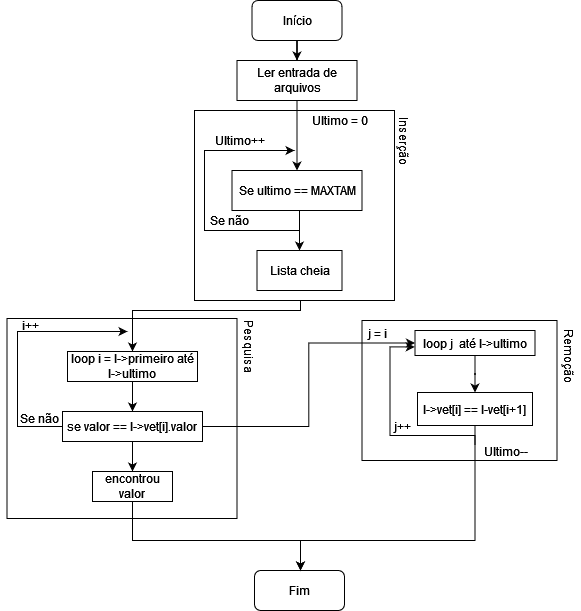 Início
Ler entrada de
arquivos
Ultimo = 0
Inserção
Ultimo++
Se ultimo == MAXTAM
Se não
Lista cheia
Pesquisa
i++
loop i = l->primeiro até
l->ultimo
Se não
se valor == l->vet[i].valor
encontrou
valor
Remoção
j = i
loop j até l->ultimo
l->vet[i] == l-vet[i+1]
j++
Ultimo--
Fim